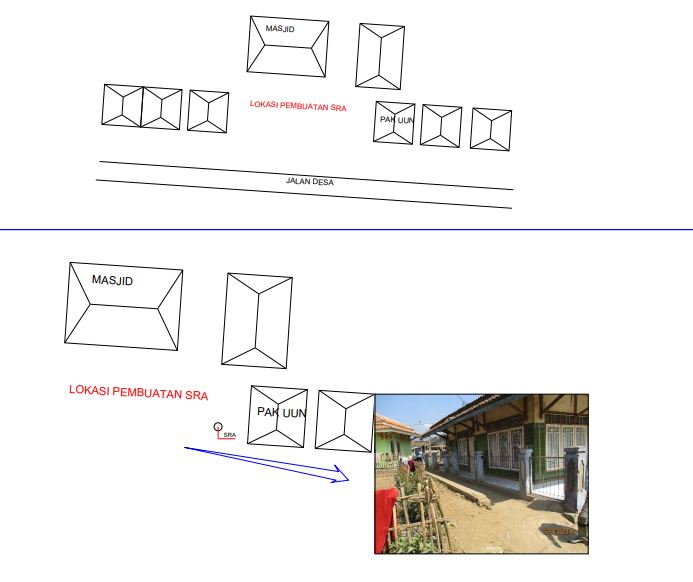 MASJID
LOKASI PEMBUATAN SRA
PAK UUN
JALAN DESA
MASJID
LOKASI PEMBUATAN SRA
PAK UUN
SRA